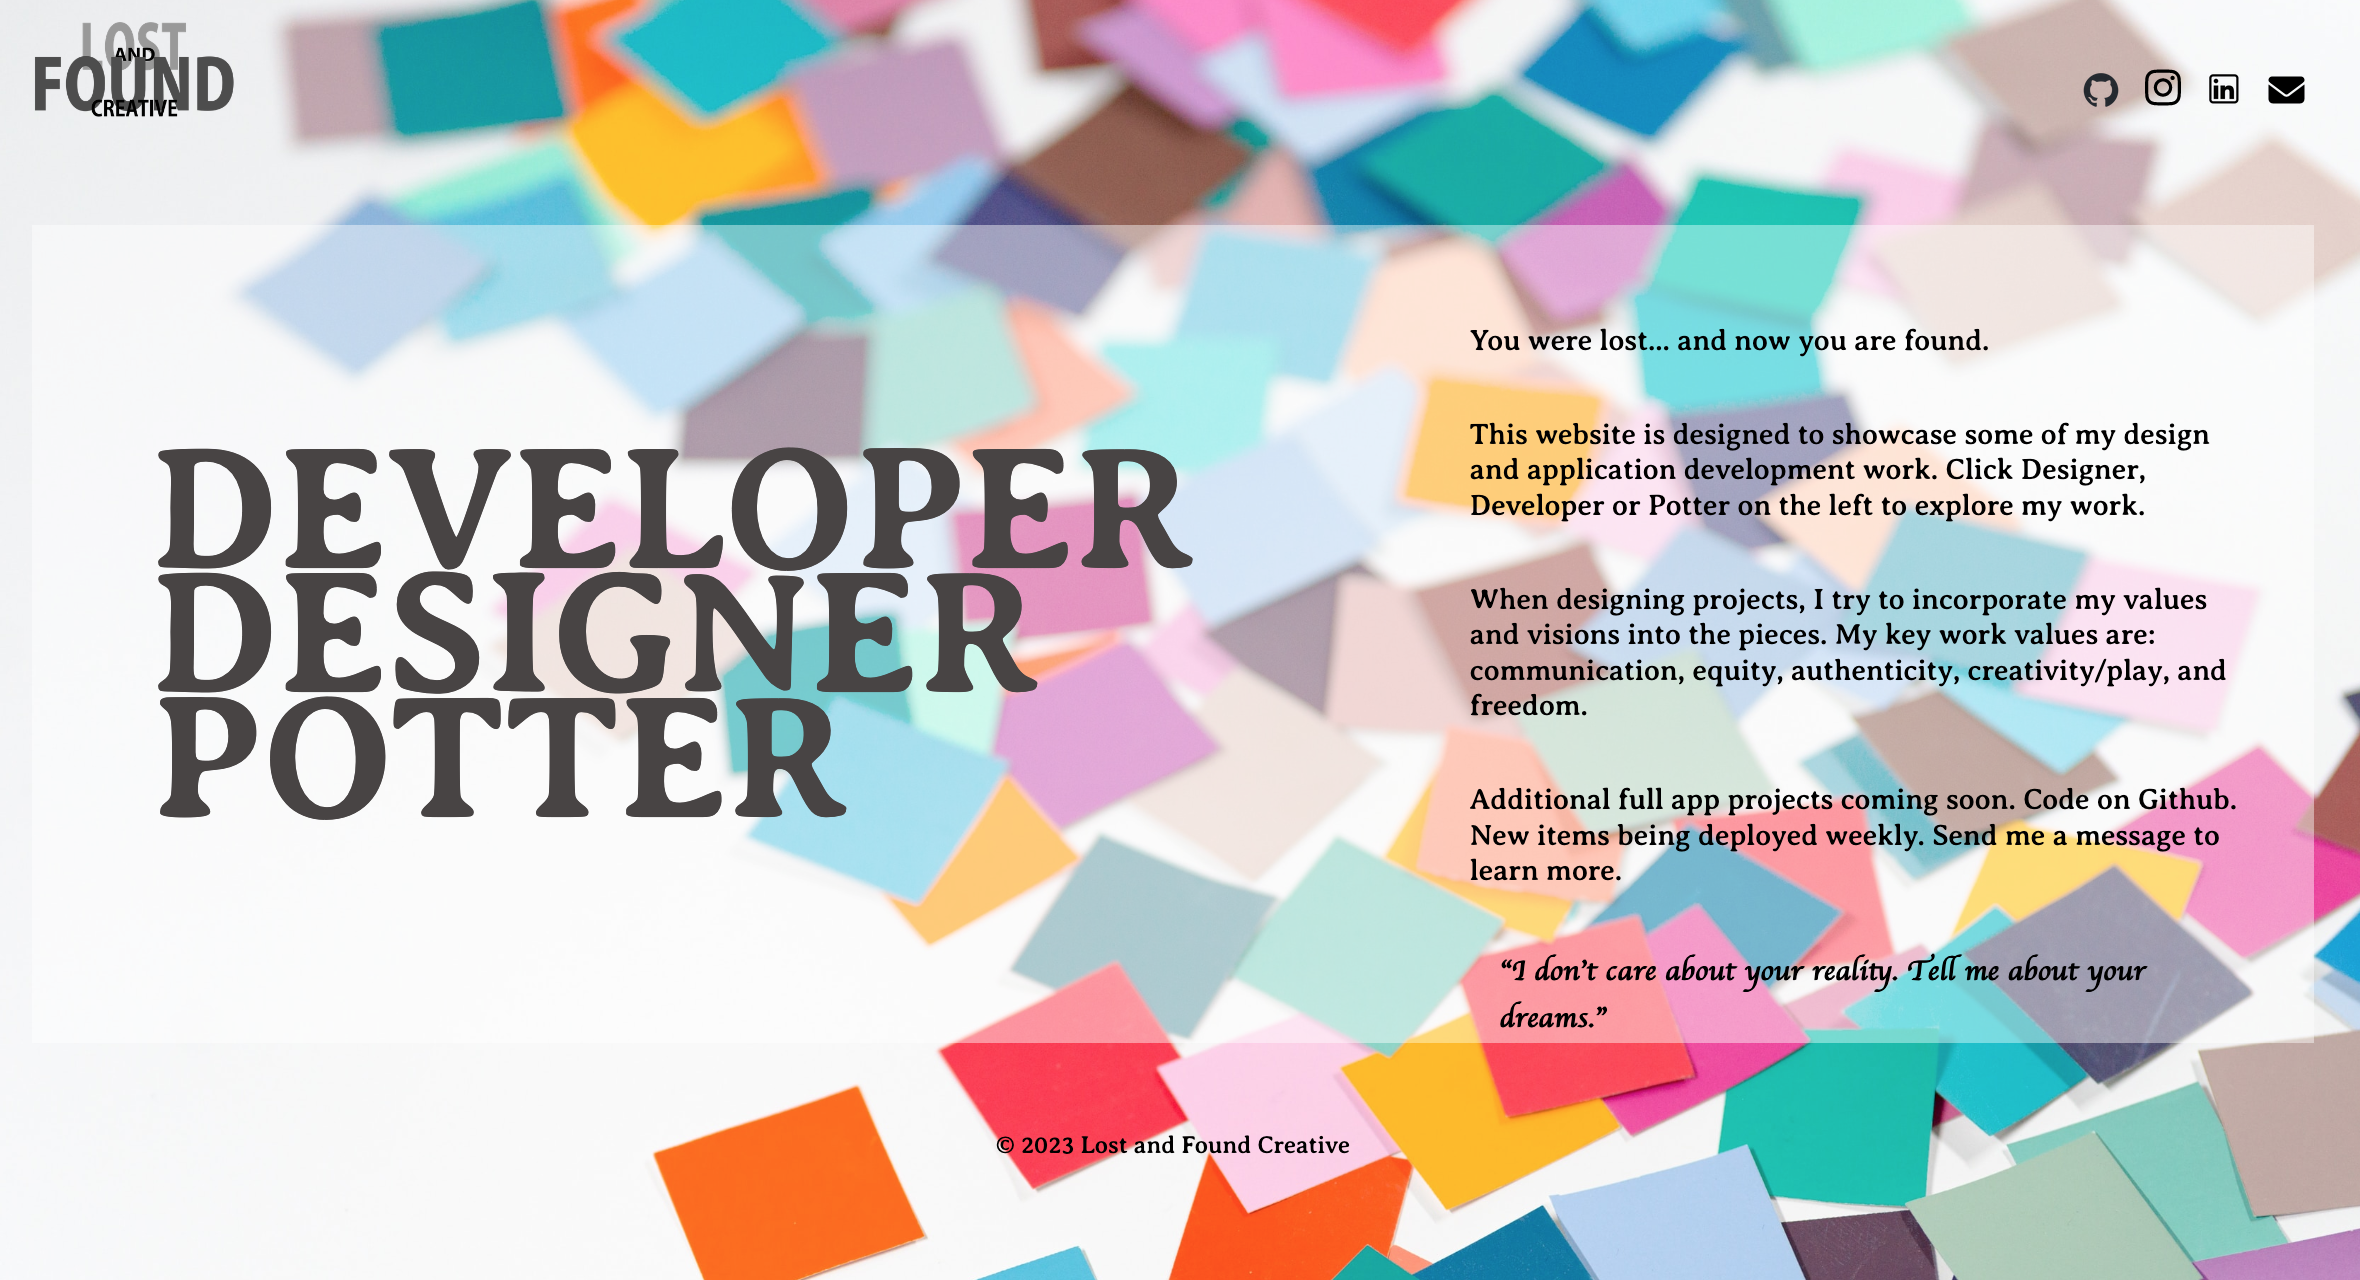 LOST
AND
FOUND
CREATIVE
DEVELOPER
DESIGNER
POTTER
You were lost... and now you are found.
This website is designed to showcase some of my design
and application development work. Click Designer,
Developer or Potter on the left to explore my work.
When designing projects, I try to incorporate my values
and visions into the pieces. My key work values are:
communication, equity, authenticity, creativity/play, and
freedom.
Additional full app projects coming soon. Code on Github.
New items being deployed weekly. Send me a message to
learn more.
“I don’t care about your reality. Tell me about your
dreams.”
© 2023 Lost and Found Creative